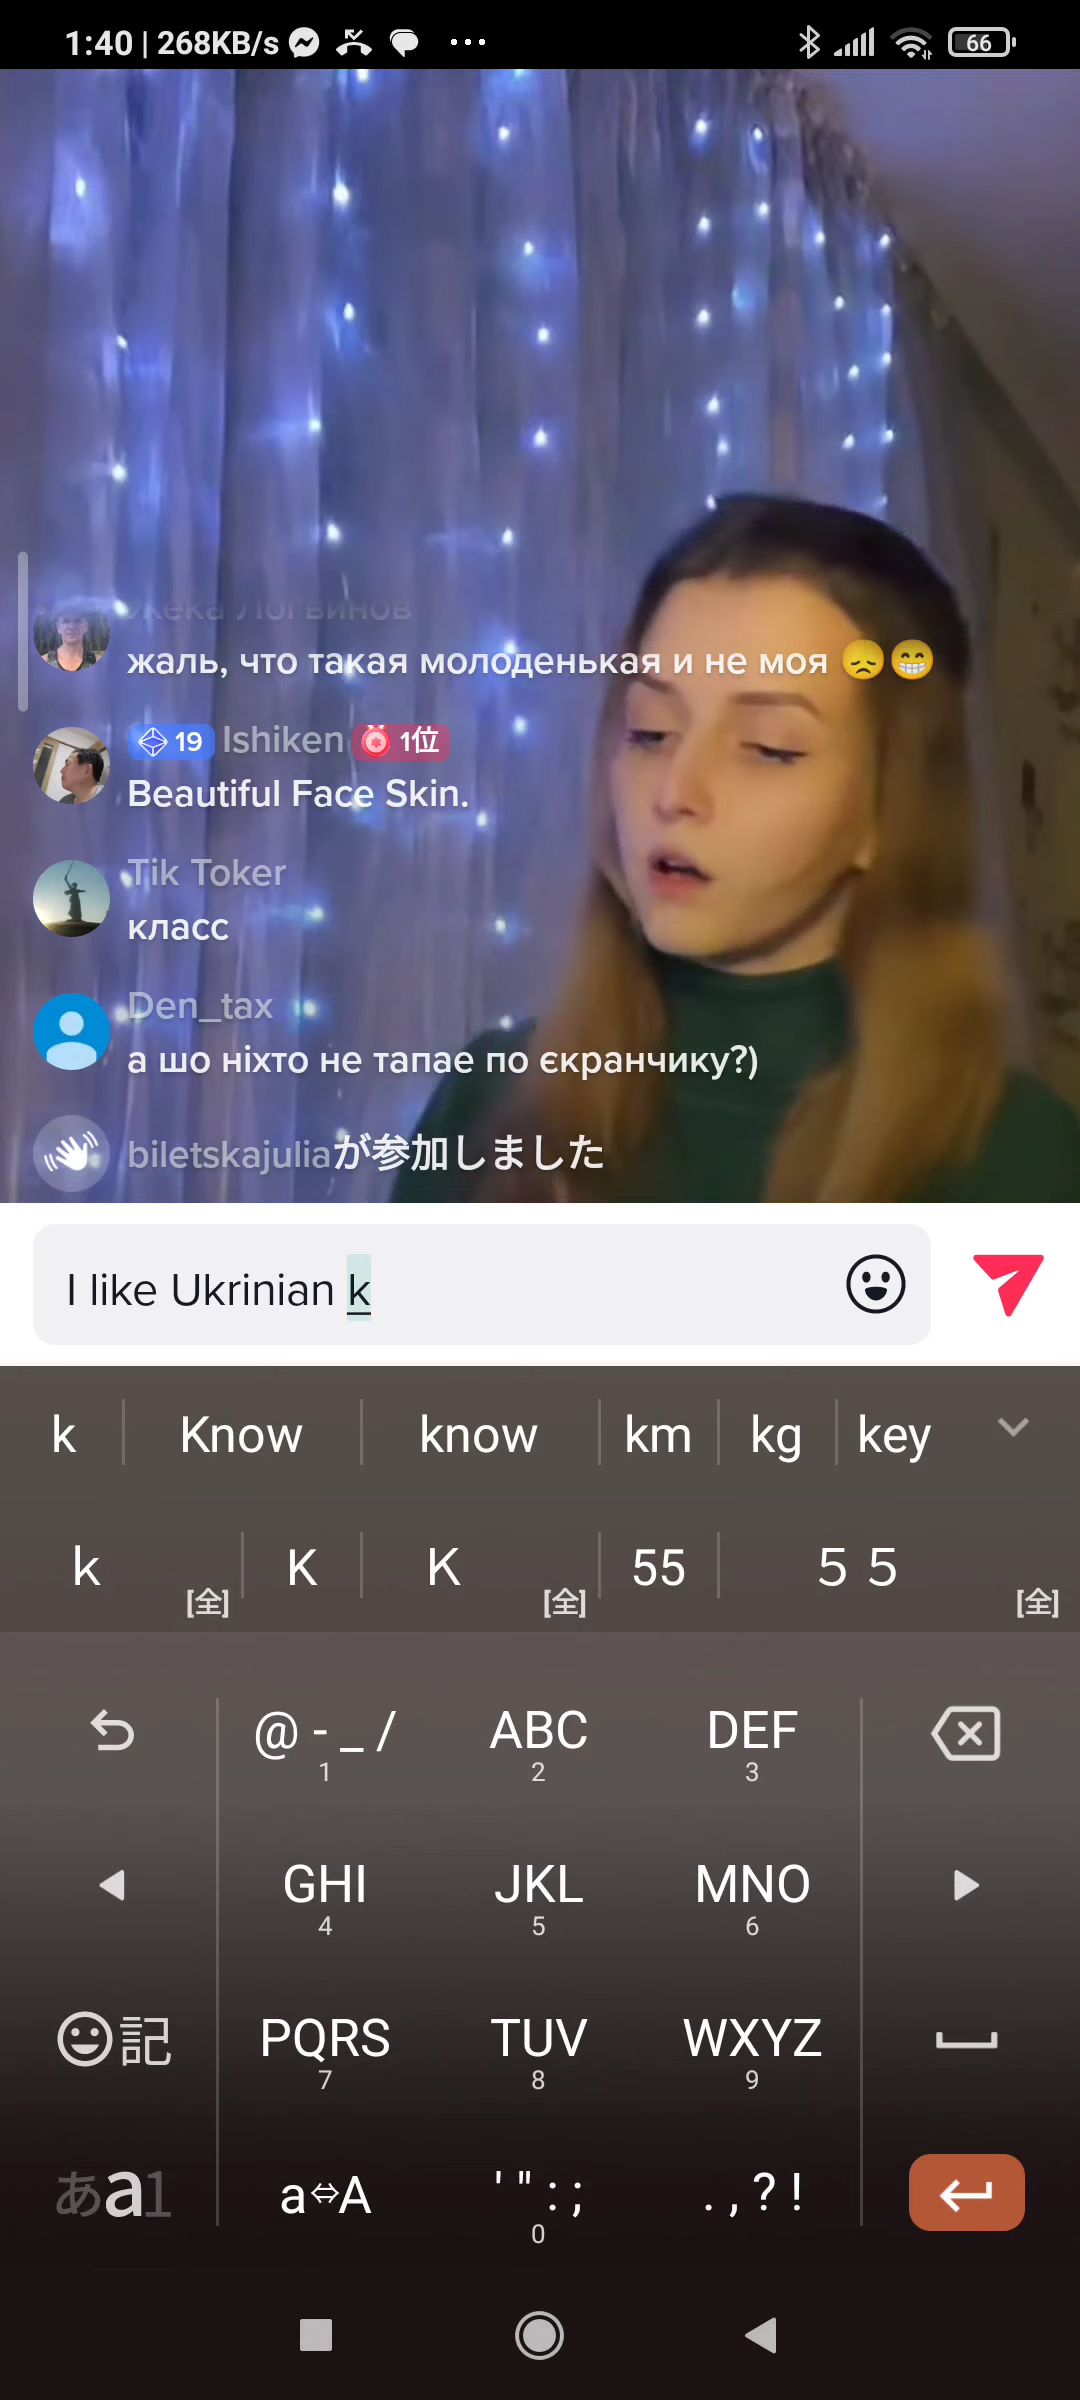 1:40 | 268KB/s ... 66
Жека Логвинов
жаль, что такая молоденькая и не моя 😞😁
19 Ishiken 1位
Beautiful Face Skin.
Tik Toker
класс
Den_tax
а шо ніхто не тапае по єкранчику?)
biletskajuliaが参加しました
I like Ukrinian k
k Know know km kg key
ｋ [全] K Ｋ [全] 55 ５５ [全]
@ - _ / ABC DEF
1 2 3
GHI JKL MNO
4 5 6
記 PQRS TUV WXYZ
7 8 9
あa1 a⇔A ' " : ; . , ? !
0